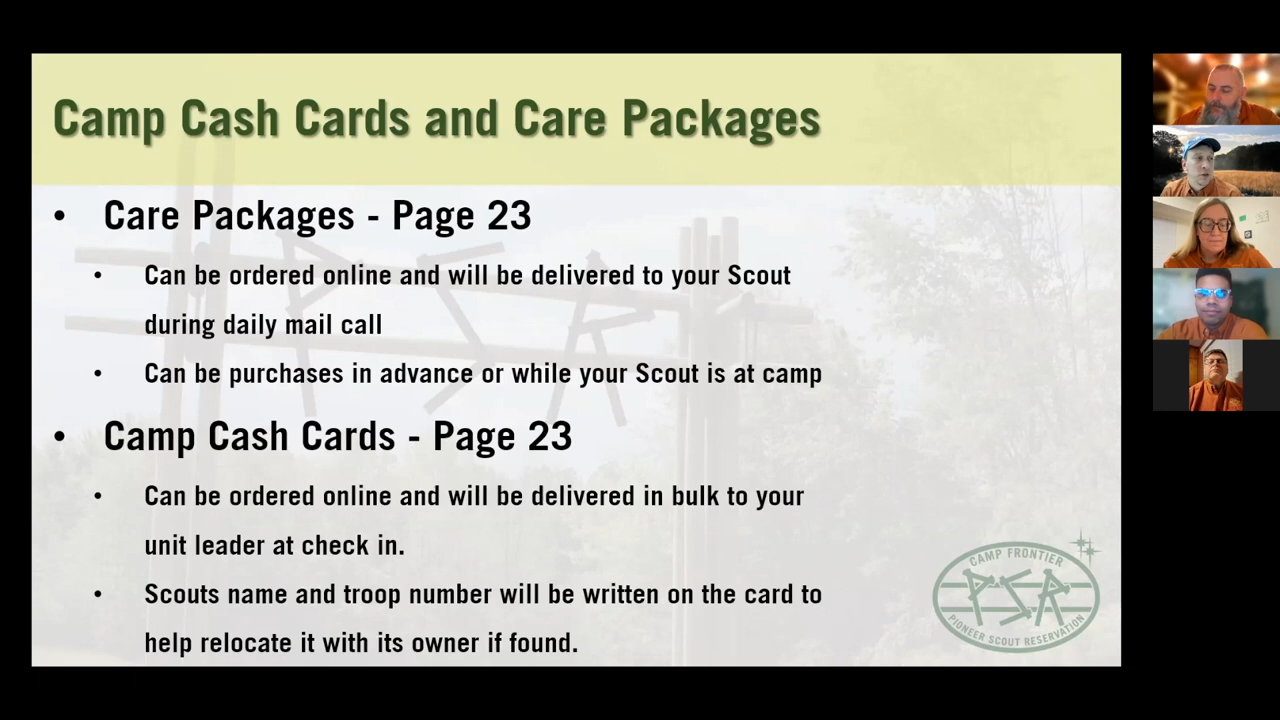 Camp Cash Cards and Care Packages
• Care Packages - Page 23
• Can be ordered online and will be delivered to your Scout
during daily mail call
• Can be purchases in advance or while your Scout is at camp
• Camp Cash Cards - Page 23
• Can be ordered online and will be delivered in bulk to your
unit leader at check in.
• Scouts name and troop number will be written on the card to
help relocate it with its owner if found.
CAMP FRONTIER
PSR
PIONEER SCOUT RESERVATION